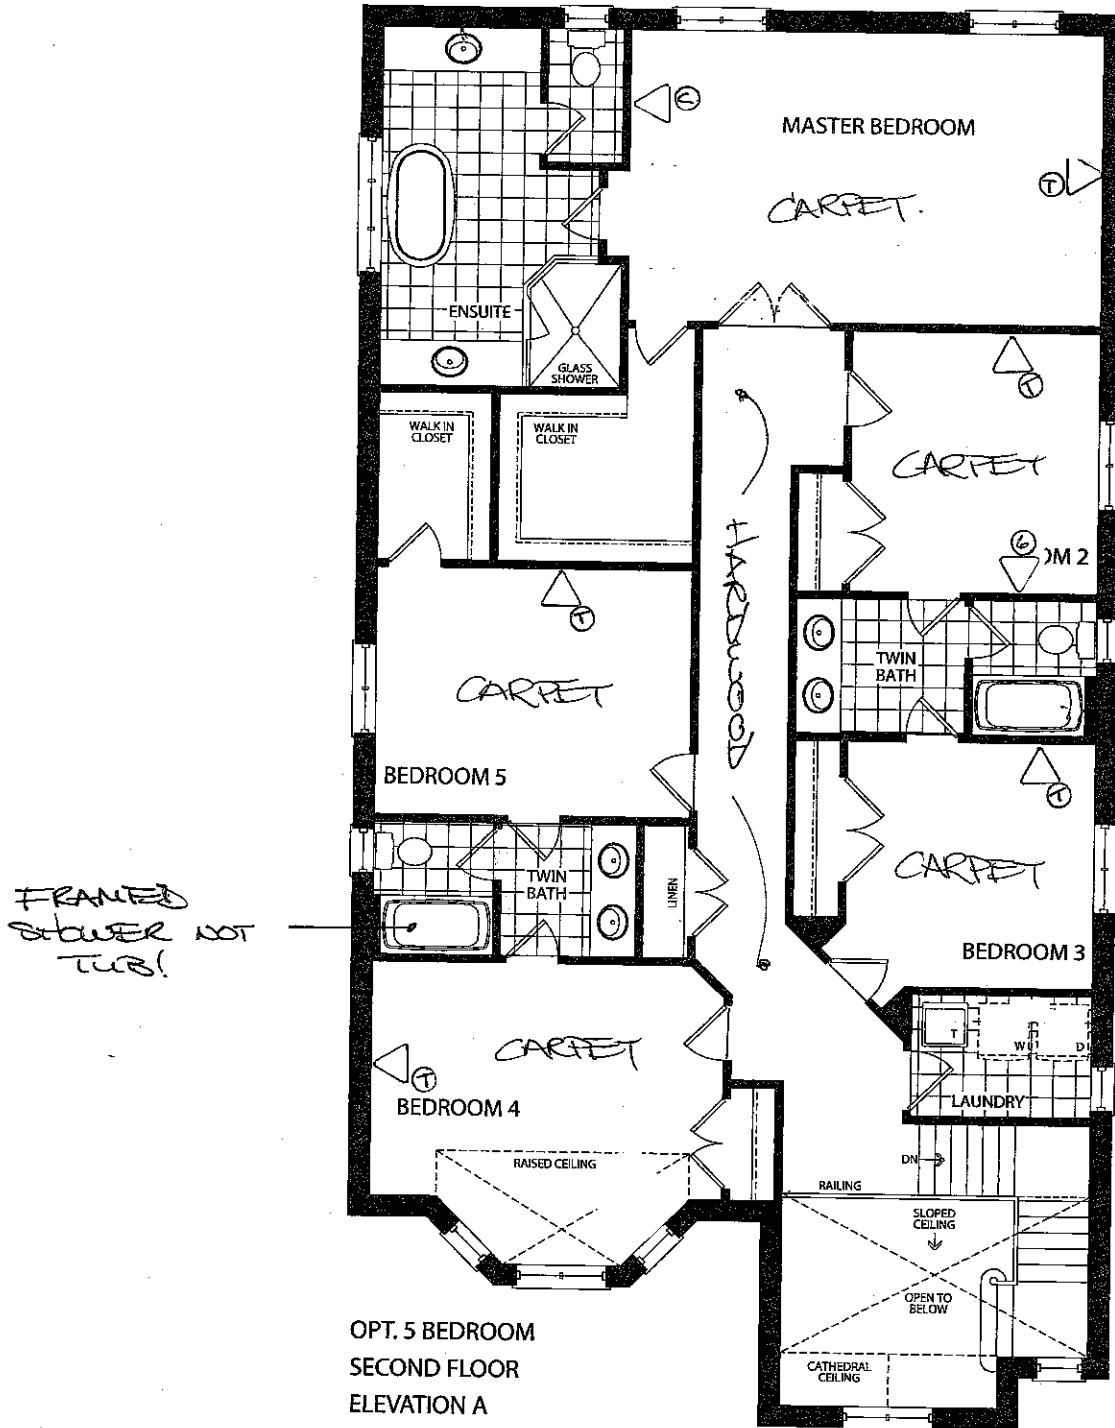 C
MASTER BEDROOM
T
CARPET.
ENSUITE
GLASS
SHOWER
T
WALK IN
CLOSET
WALK IN
CLOSET
CARPET
HARDWOOD
)M 2
T
CARPET
TWIN
BATH
BEDROOM 5
T
TWIN
BATH
LINEN
CARPET
FRAMED
SHOWER NOT
TUB!
BEDROOM 3
T
W
D
CARPET
T
BEDROOM 4
LAUNDRY
RAISED CEILING
DN
RAILING
SLOPED
CEILING
OPEN TO
BELOW
CATHEDRAL
CEILING
OPT. 5 BEDROOM
SECOND FLOOR
ELEVATION A